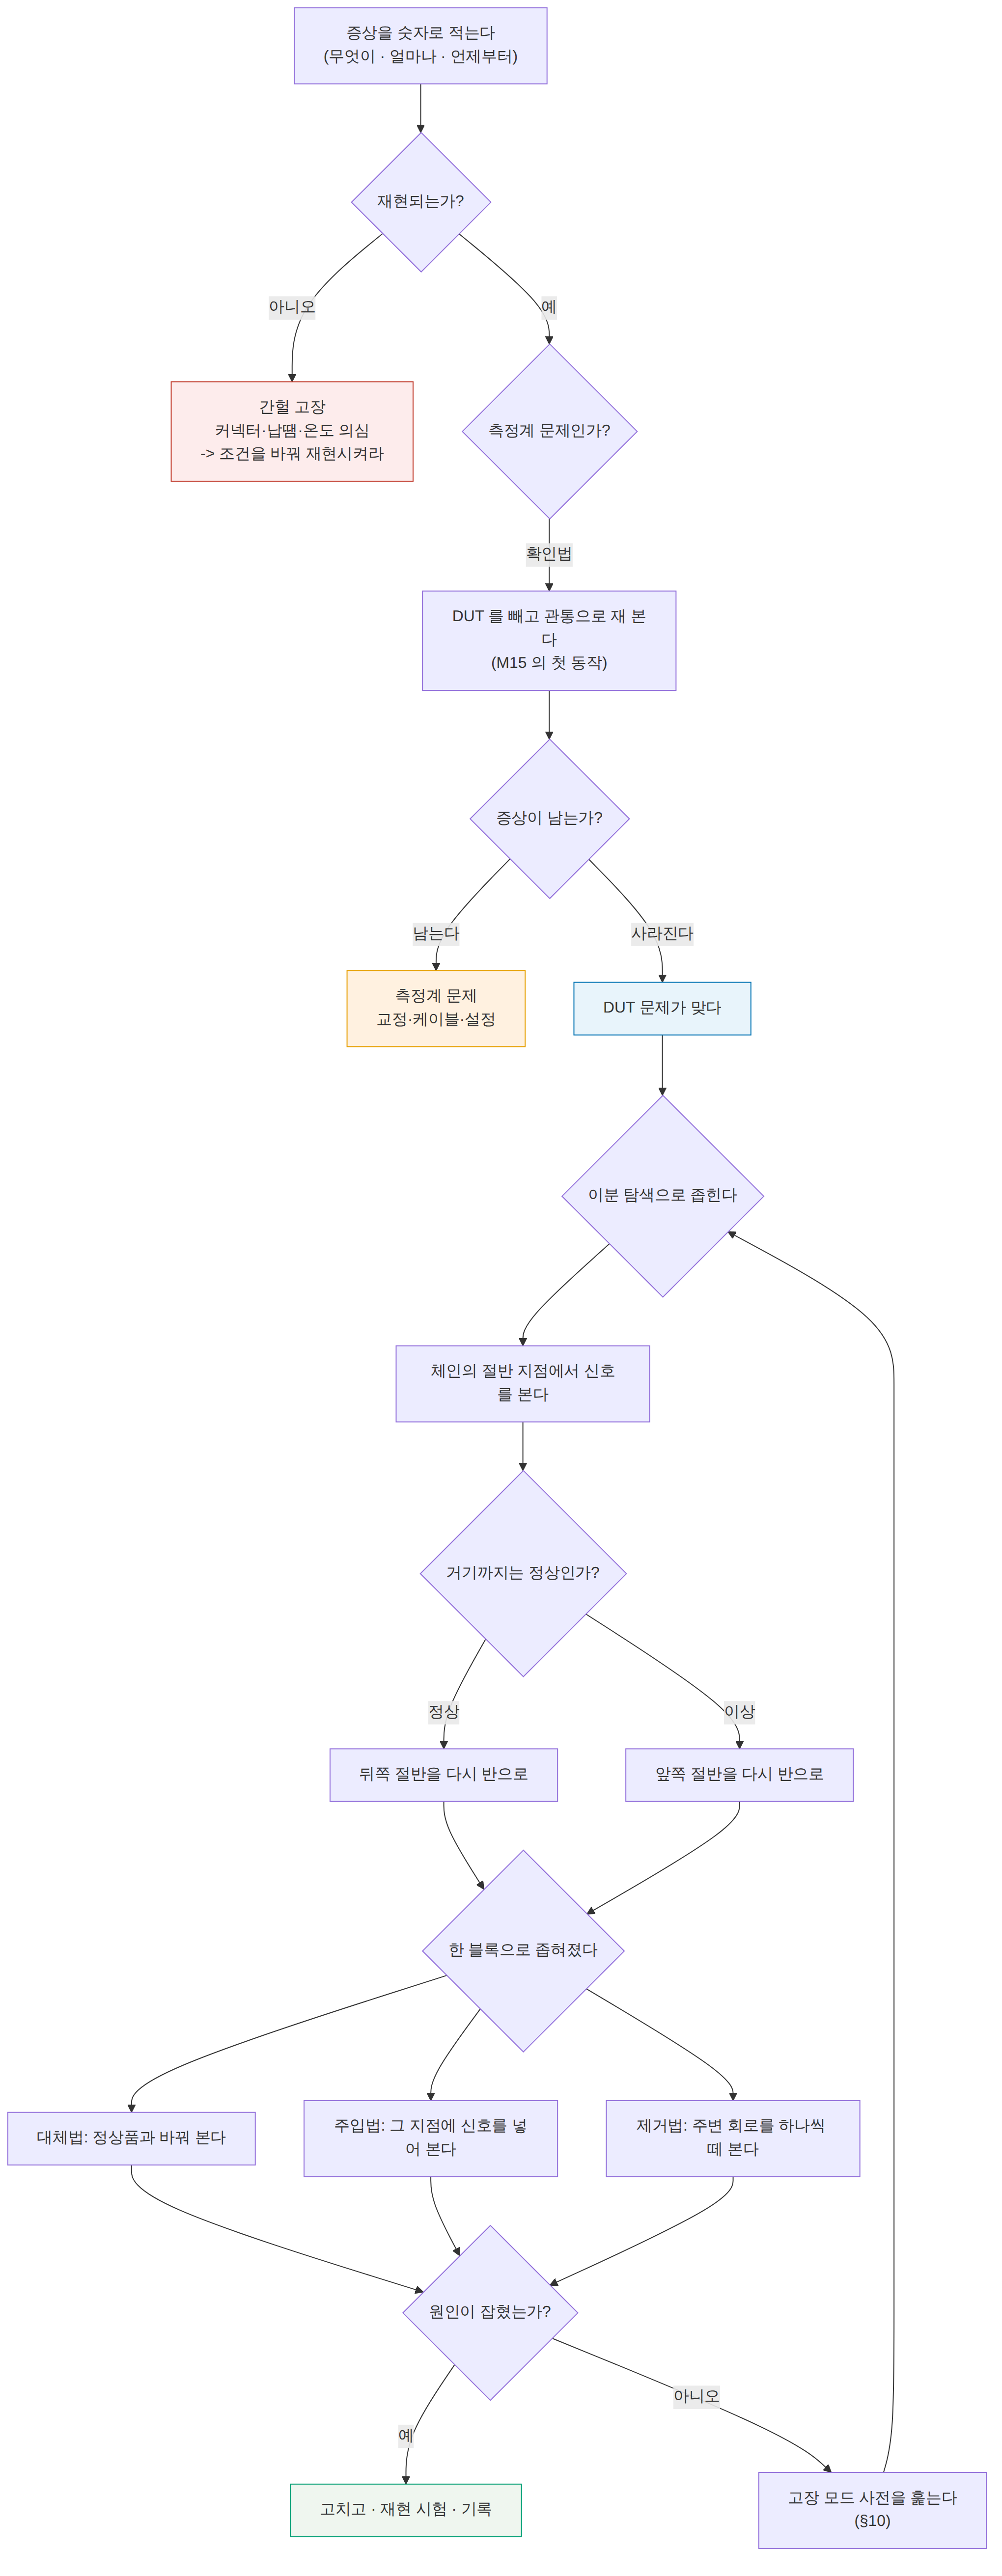 증상을 숫자로 적는다
(무엇이 · 얼마나 · 언제부터)
재현되는가?
아니오
예
간헐 고장
커넥터·납땜·온도 의심
-> 조건을 바꿔 재현시켜라
측정계 문제인가?
확인법
DUT 를 빼고 관통으로 재 본
다
(M15 의 첫 동작)
증상이 남는가?
남는다
사라진다
측정계 문제
교정·케이블·설정
DUT 문제가 맞다
이분 탐색으로 좁힌다
체인의 절반 지점에서 신호
를 본다
거기까지는 정상인가?
정상
이상
뒤쪽 절반을 다시 반으로
앞쪽 절반을 다시 반으로
한 블록으로 좁혀졌다
대체법: 정상품과 바꿔 본다
주입법: 그 지점에 신호를 넣
어 본다
제거법: 주변 회로를 하나씩
떼 본다
원인이 잡혔는가?
아니오
예
고치고 · 재현 시험 · 기록
고장 모드 사전을 훑는다
(§10)